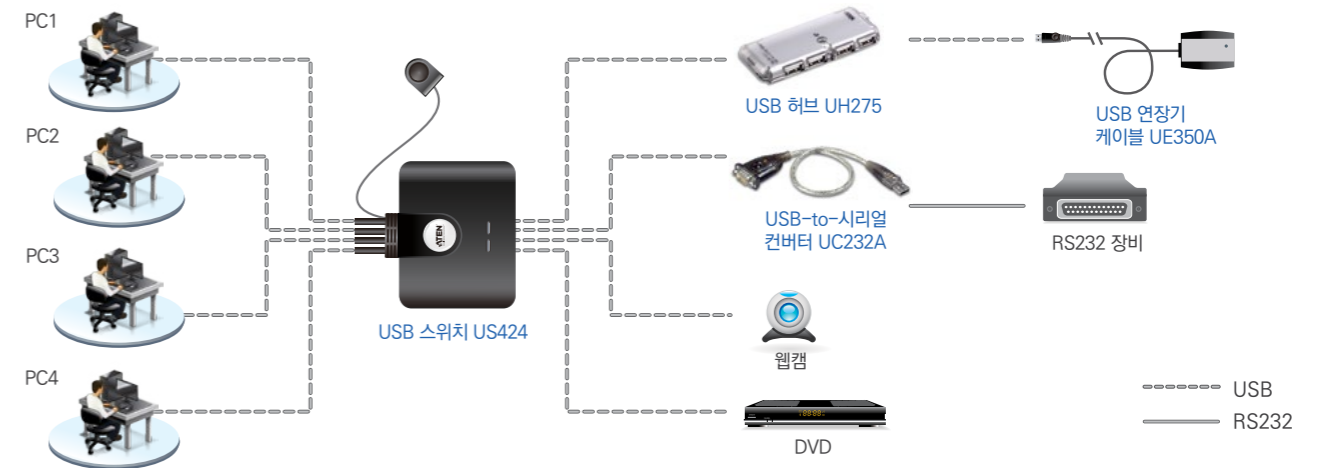 PC1
PC2
PC3
PC4
ATEN
USB 스위치 US424
USB 허브 UH275
USB 연장기
케이블 UE350A
USB-to-시리얼
컨버터 UC232A
RS232 장비
웹캠
DVD
USB
RS232